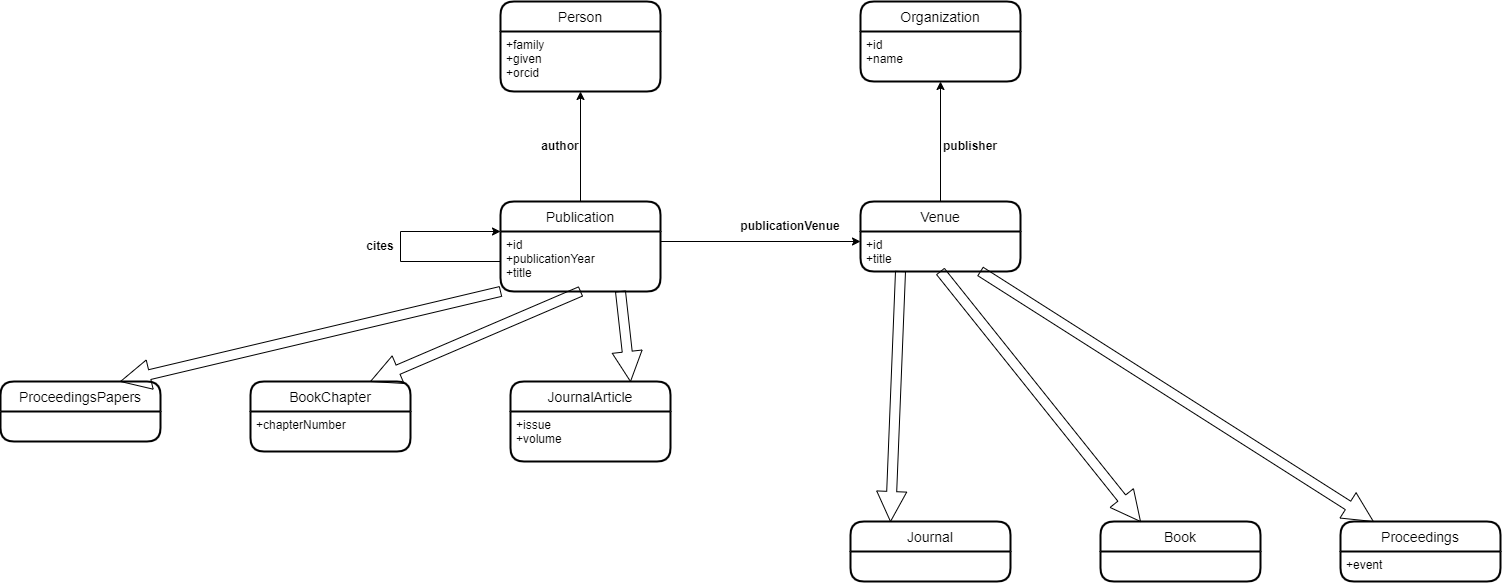 Person
+family
+given
+orcid
Organization
+id
+name
author
publisher
Publication
+id
+publicationYear
+title
cites
publicationVenue
Venue
+id
+title
ProceedingsPapers
BookChapter
+chapterNumber
JournalArticle
+issue
+volume
Journal
Book
Proceedings
+event